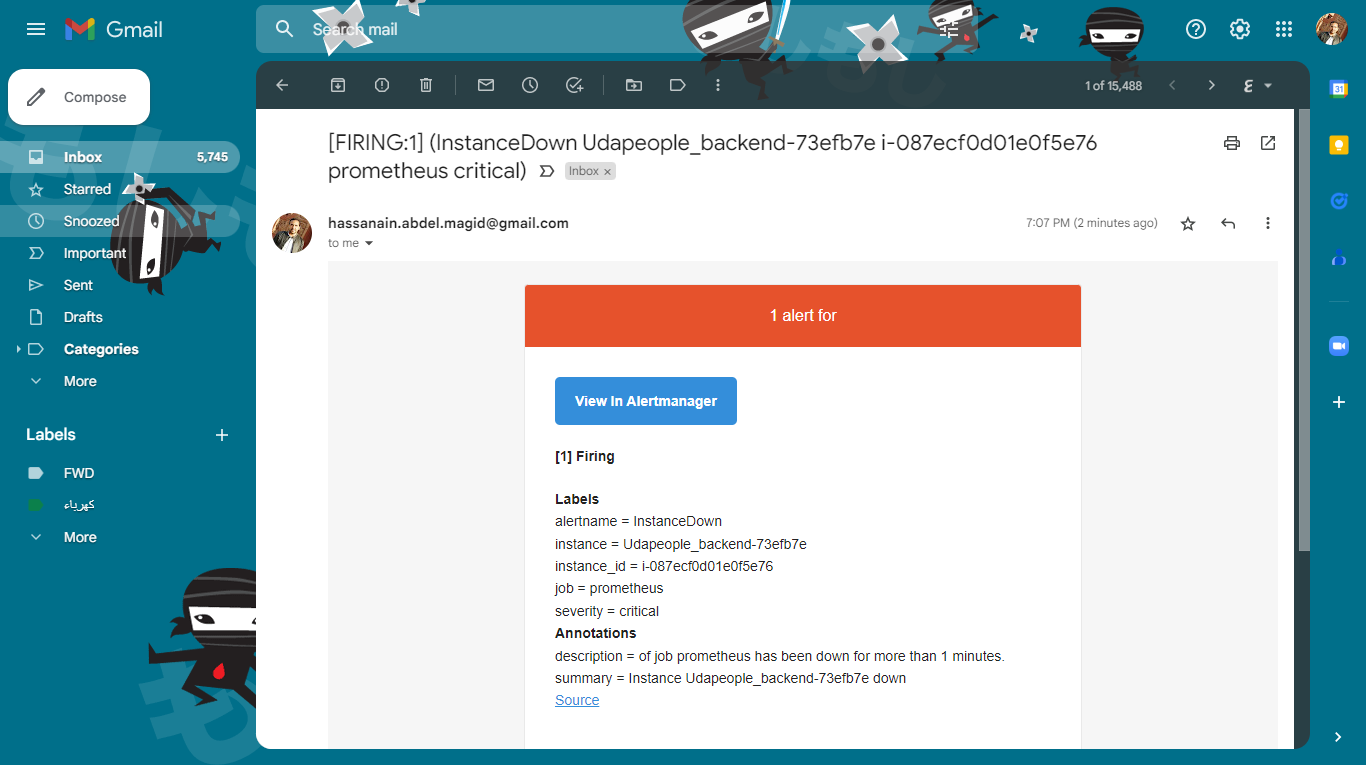 Gmail
Search mail
Compose
1 of 15,488
Inbox 5,745
Starred
Snoozed
Important
Sent
Drafts
Categories
More
Labels
FWD
كهرباء
More
[FIRING:1] (InstanceDown Udapeople_backend-73efb7e i-087ecf0d01e0f5e76
prometheus critical) Inbox ×
hassanain.abdel.magid@gmail.com 7:07 PM (2 minutes ago)
to me
1 alert for
View In Alertmanager
[1] Firing
Labels
alertname = InstanceDown
instance = Udapeople_backend-73efb7e
instance_id = i-087ecf0d01e0f5e76
job = prometheus
severity = critical
Annotations
description = of job prometheus has been down for more than 1 minutes.
summary = Instance Udapeople_backend-73efb7e down
Source
31